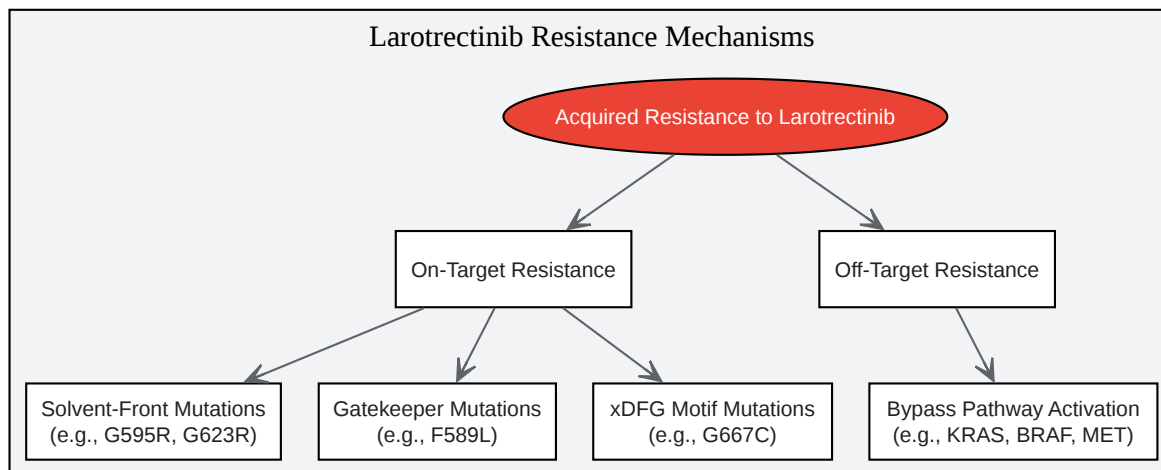 Larotrectinib Resistance Mechanisms
Acquired Resistance to Larotrectinib
On-Target Resistance
Off-Target Resistance
Solvent-Front Mutations
(e.g., G595R, G623R)
Gatekeeper Mutations
(e.g., F589L)
xDFG Motif Mutations
(e.g., G667C)
Bypass Pathway Activation
(e.g., KRAS, BRAF, MET)